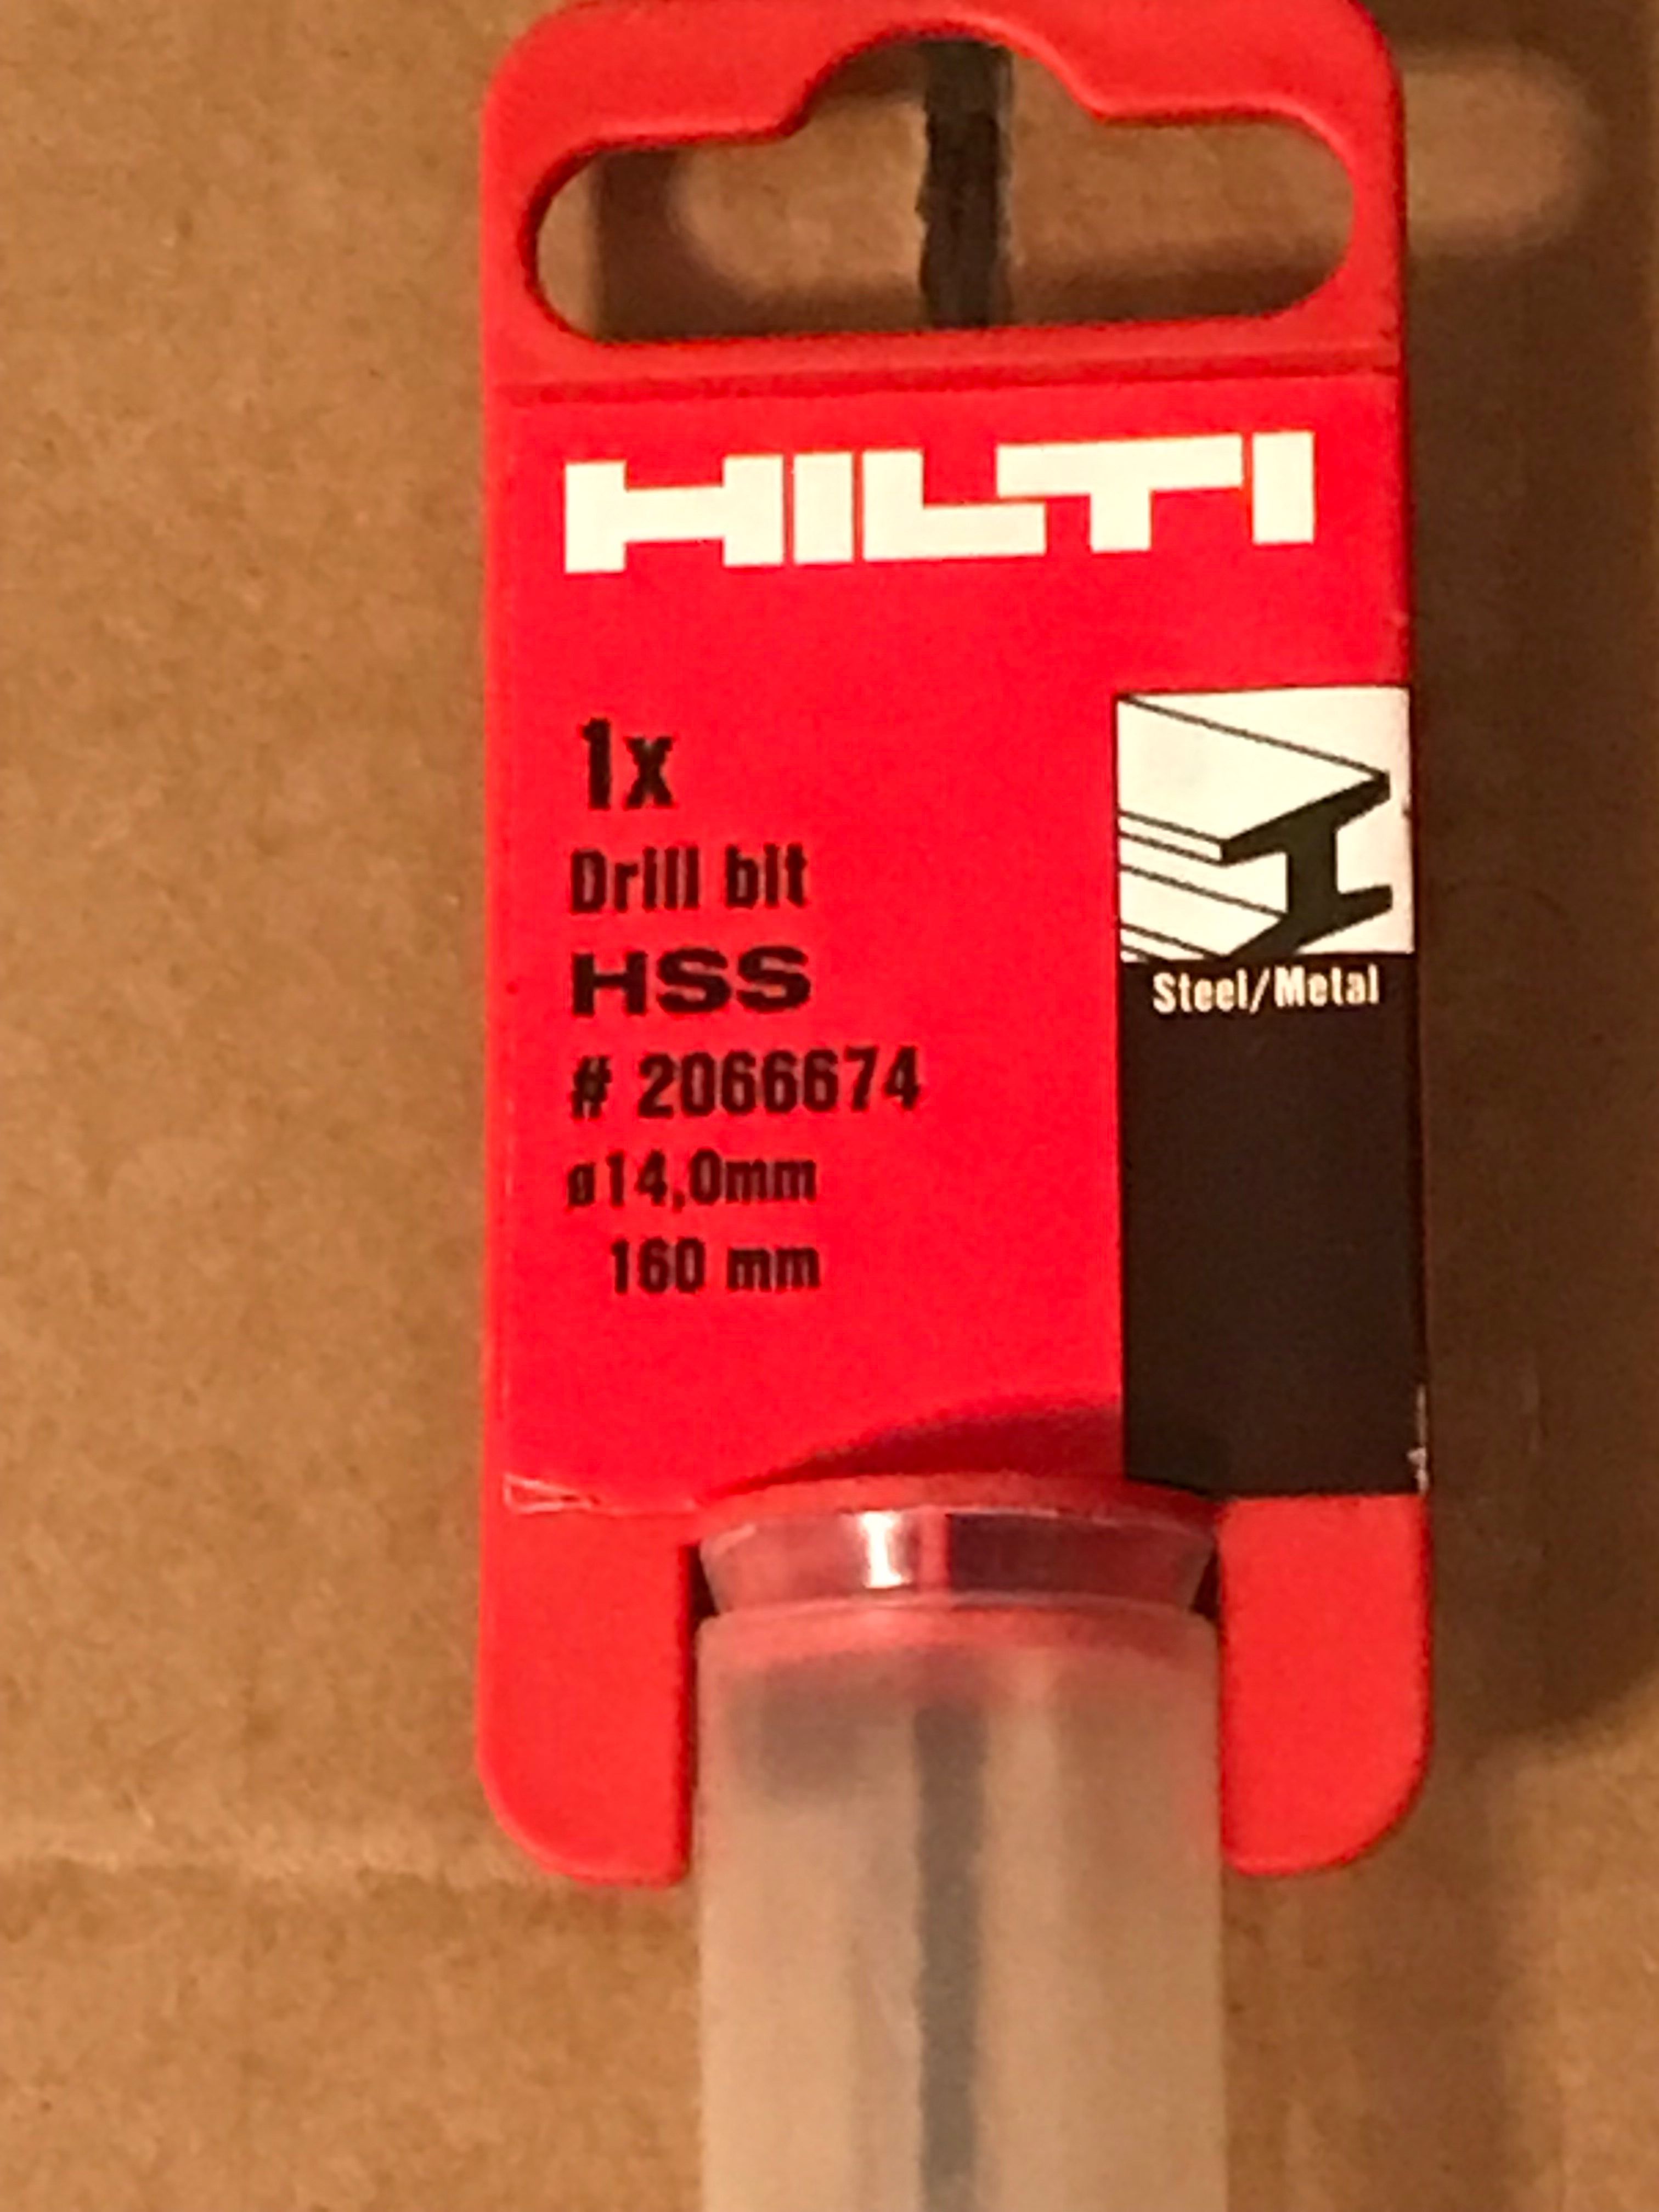 HILTI
1x
Drill bit
HSS
# 2066674
ø14,0mm
160 mm
Steel/Metal